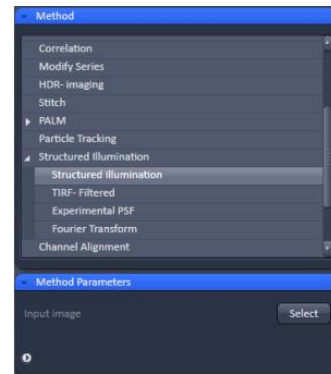 Method
Correlation
Modify Series
HDR- imaging
Stitch
PALM
Particle Tracking
Structured Illumination
Structured Illumination
TIRF- Filtered
Experimental PSF
Fourier Transform
Channel Alignment
Method Parameters
Input image Select